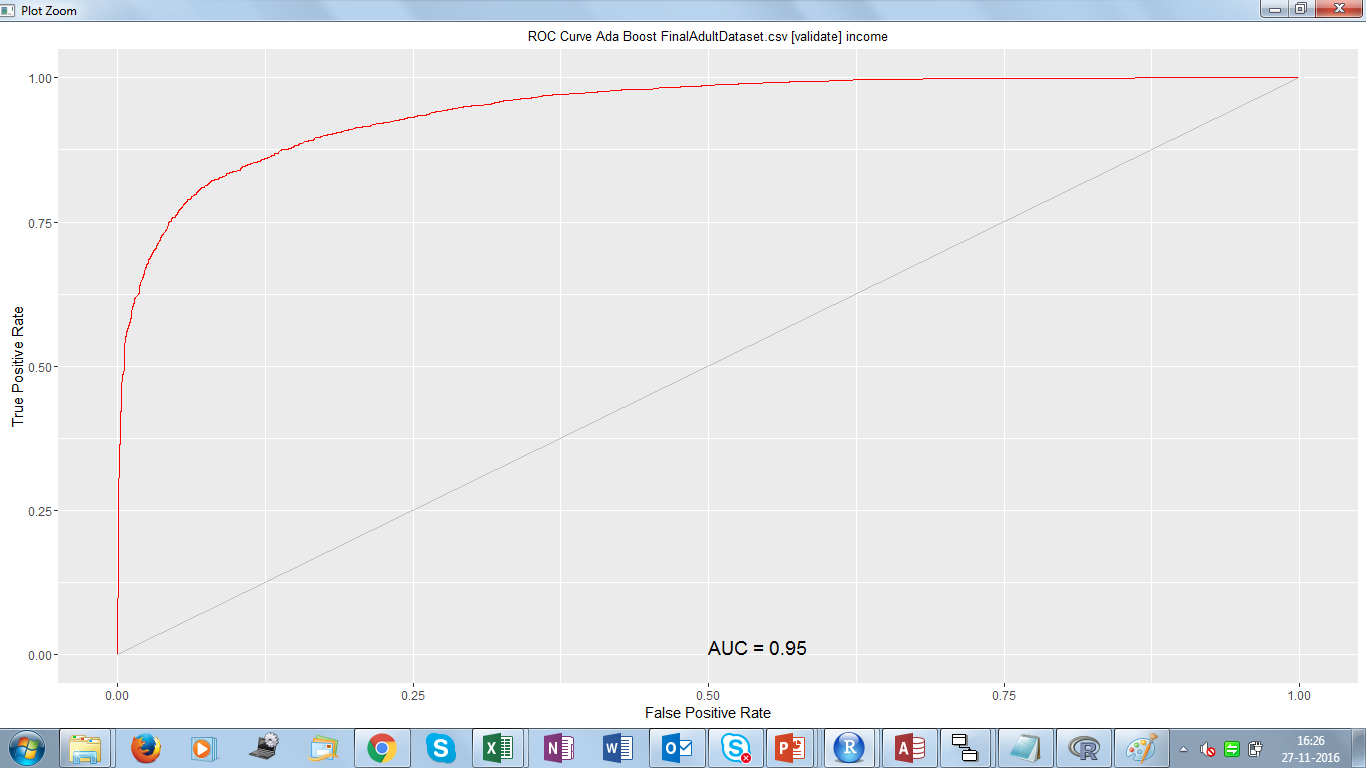 Plot Zoom
ROC Curve Ada Boost FinalAdultDataset.csv [validate] income
1.00
0.75
0.50
0.25
0.00
True Positive Rate
AUC = 0.95
0.00 0.25 0.50 0.75 1.00
False Positive Rate
16:26
27-11-2016